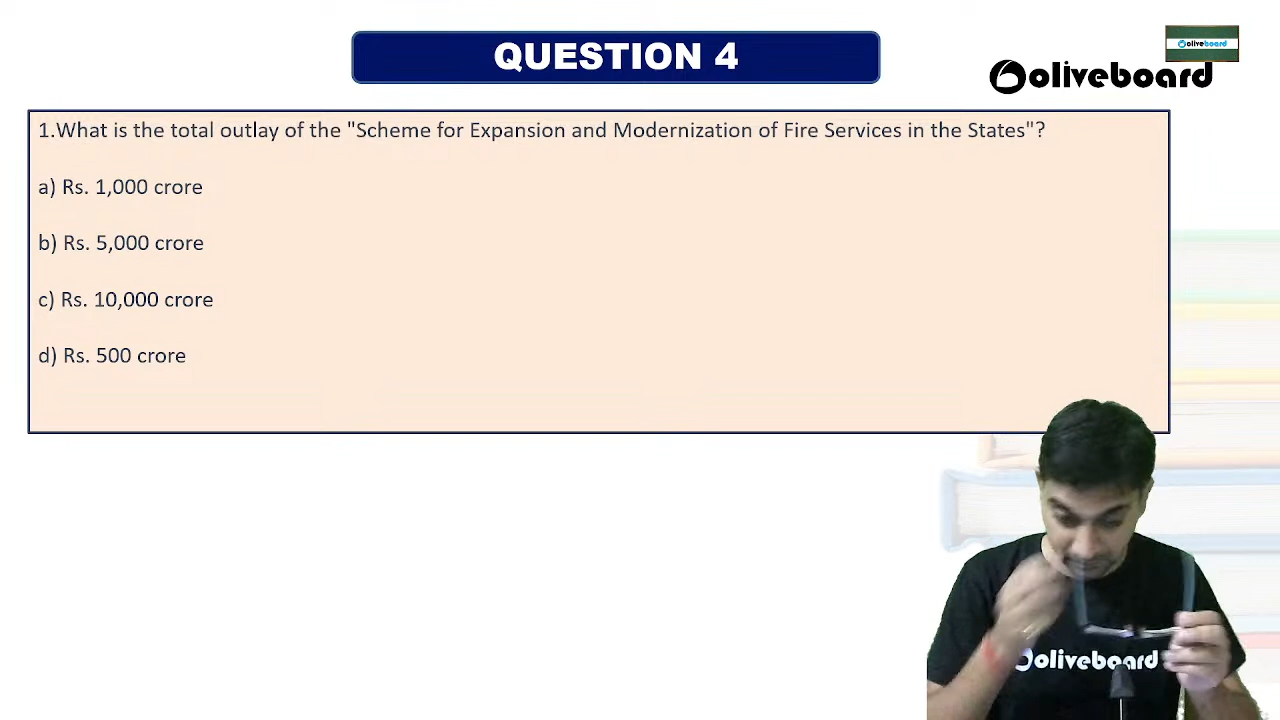 QUESTION 4
oliveboard
oliveboard
1.What is the total outlay of the "Scheme for Expansion and Modernization of Fire Services in the States"?
a) Rs. 1,000 crore
b) Rs. 5,000 crore
c) Rs. 10,000 crore
d) Rs. 500 crore
oliveboard